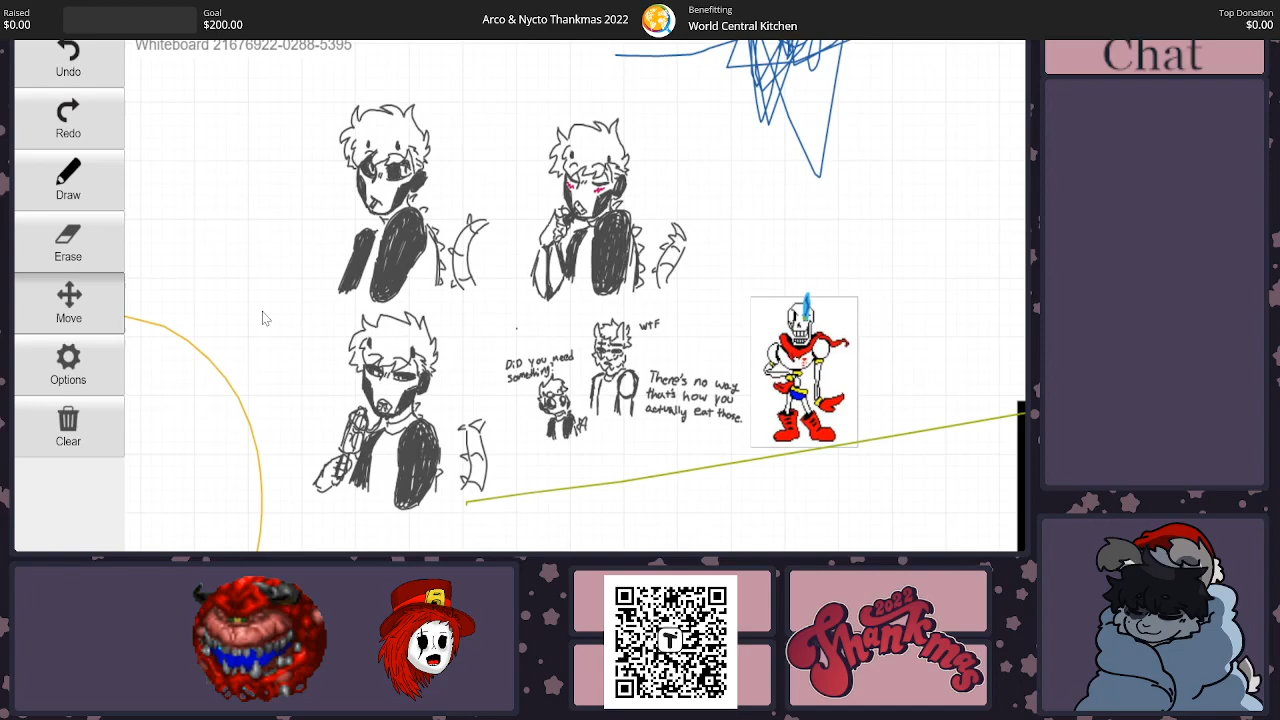 Raised
$0.00
Goal
$200.00
Arco & Nycto Thankmas 2022
Benefitting
World Central Kitchen
Top Donation
$0.00
Whiteboard 21676922-0288-5395
Undo
Redo
Draw
Erase
Move
Options
Clear
Chat
WTF
DiD you need
something?
There's no way
that's how you
actually eat those.
T
2022
Thankmas